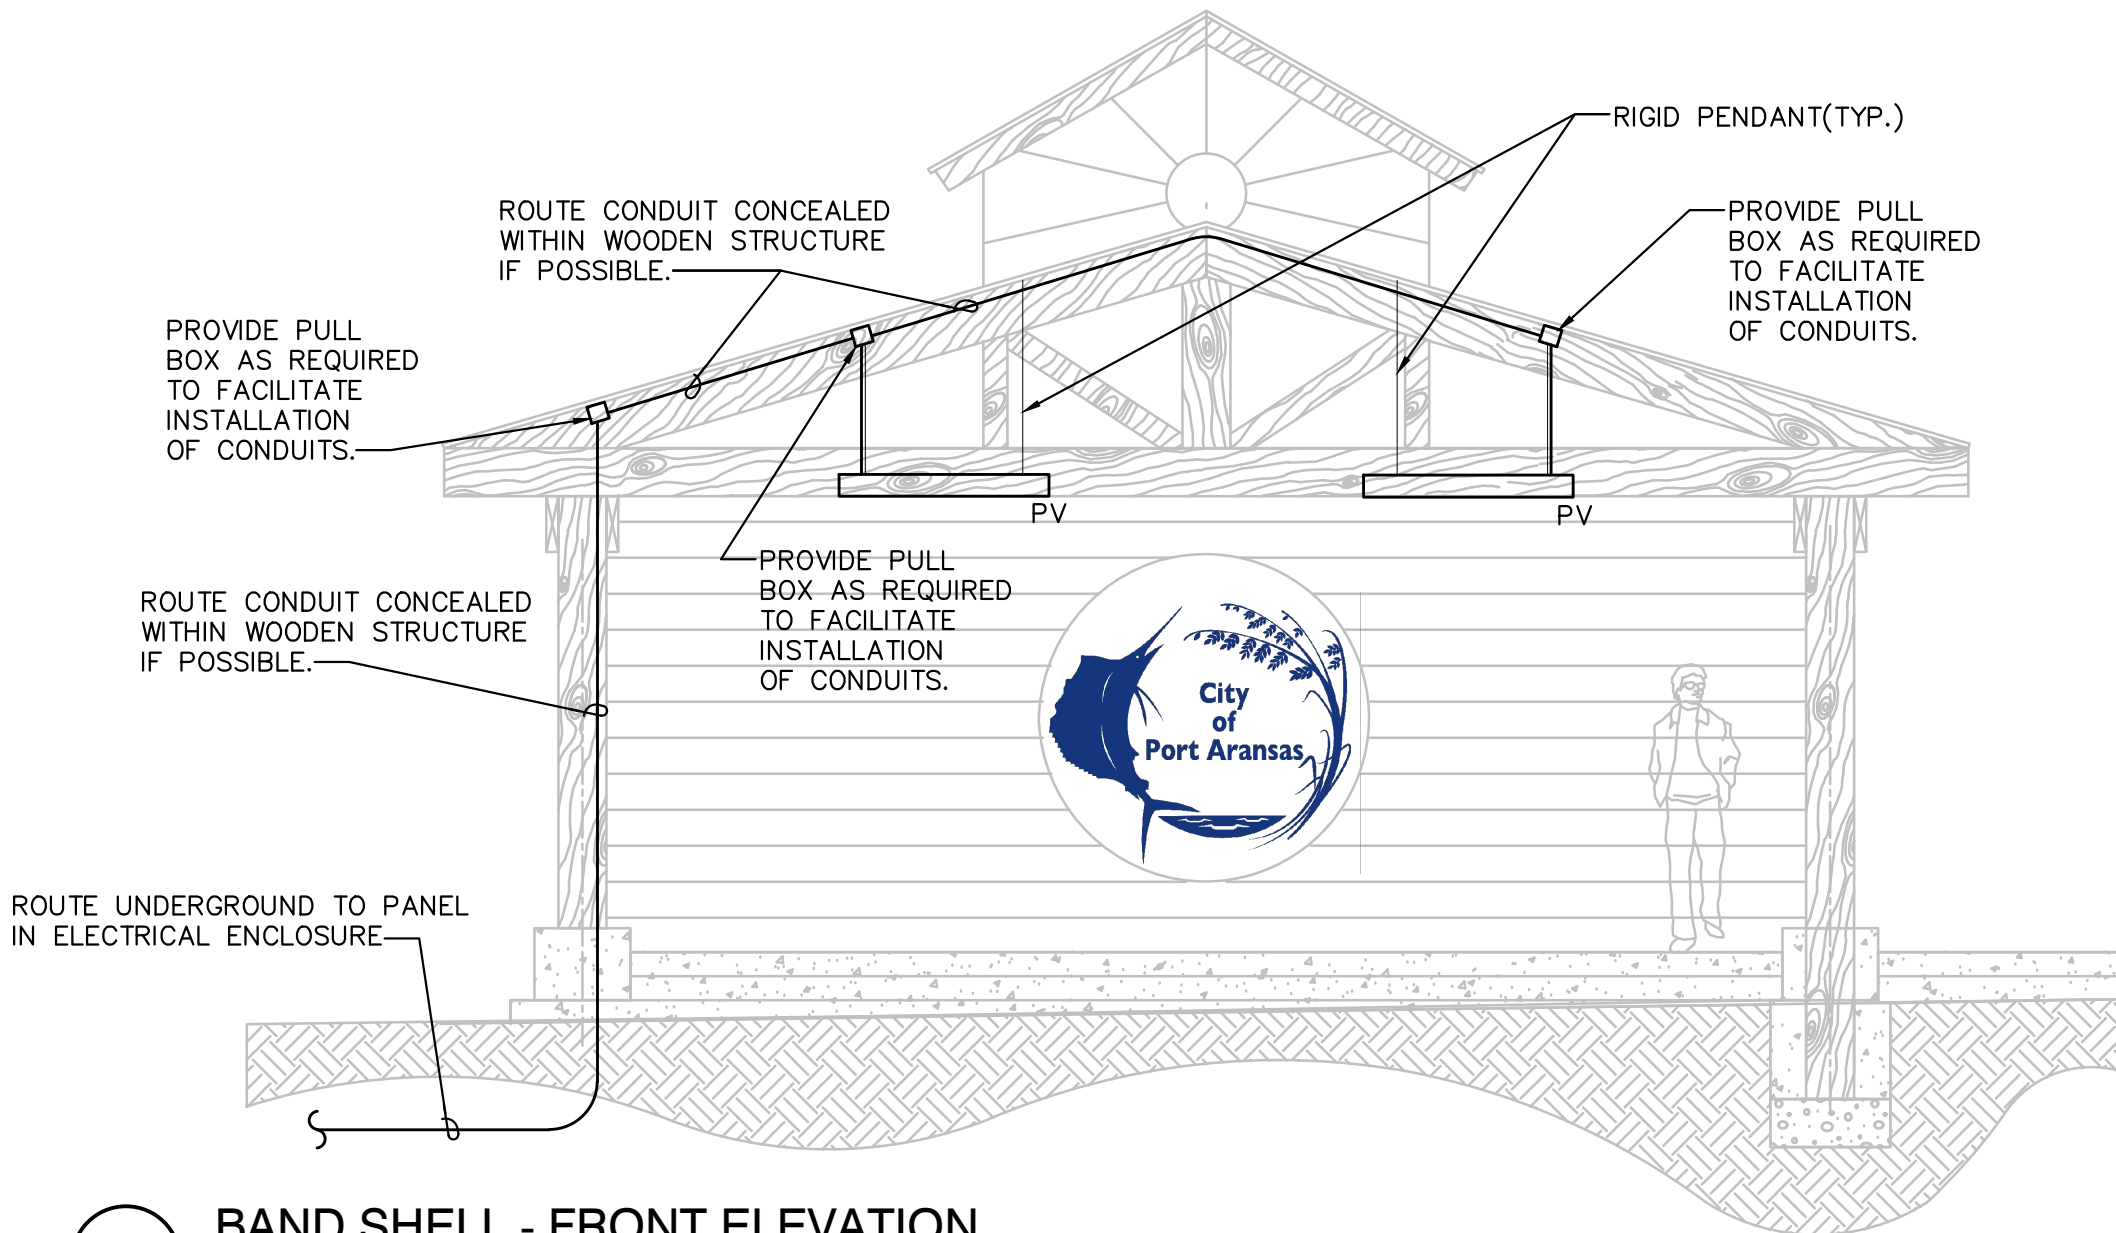 RIGID PENDANT(TYP.)
ROUTE CONDUIT CONCEALED
WITHIN WOODEN STRUCTURE
IF POSSIBLE.
PROVIDE PULL
BOX AS REQUIRED
TO FACILITATE
INSTALLATION
OF CONDUITS.
PROVIDE PULL
BOX AS REQUIRED
TO FACILITATE
INSTALLATION
OF CONDUITS.
PV
PV
PROVIDE PULL
BOX AS REQUIRED
TO FACILITATE
INSTALLATION
OF CONDUITS.
ROUTE CONDUIT CONCEALED
WITHIN WOODEN STRUCTURE
IF POSSIBLE.
City
of
Port Aransas
ROUTE UNDERGROUND TO PANEL
IN ELECTRICAL ENCLOSURE
BAND SHELL - FRONT ELEVATION